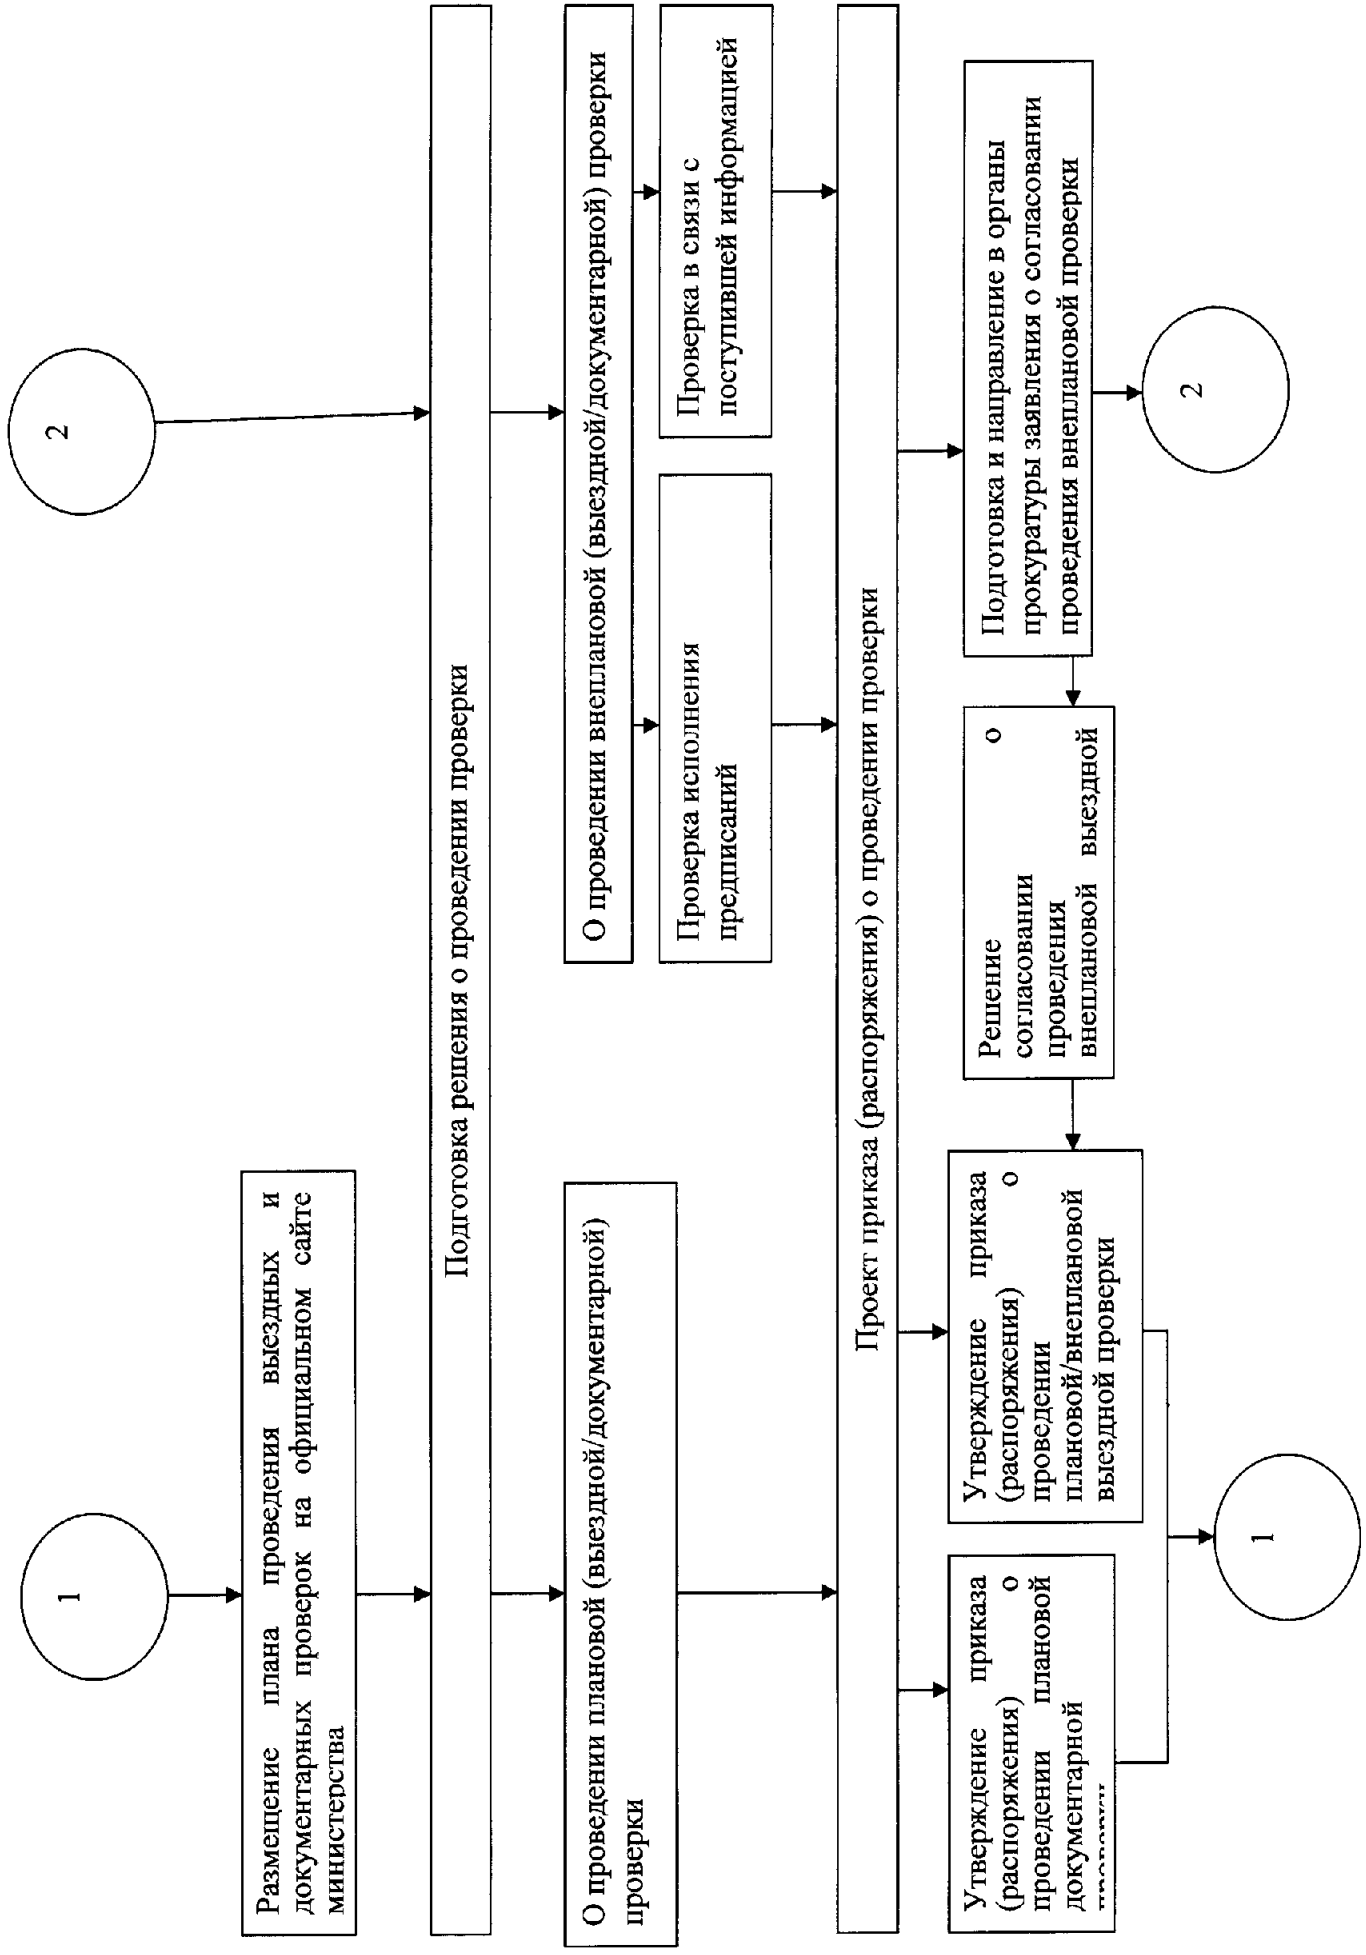 1
2
Размещение плана проведения выездных и
документарных проверок на официальном сайте
министерства
Подготовка решения о проведении проверки
О проведении плановой (выездной/документарной)
проверки
О проведении внеплановой (выездной/документарной) проверки
Проверка исполнения
предписаний
Проверка в связи с
поступившей информацией
Проект приказа (распоряжения) о проведении проверки
Утверждение приказа
(распоряжения) о
проведении плановой
документарной
проверки
Утверждение приказа
(распоряжения) о
проведении
плановой/внеплановой
выездной проверки
Решение о
согласовании
проведения
внеплановой выездной
Подготовка и направление в органы
прокуратуры заявления о согласовании
проведения внеплановой проверки
1
2